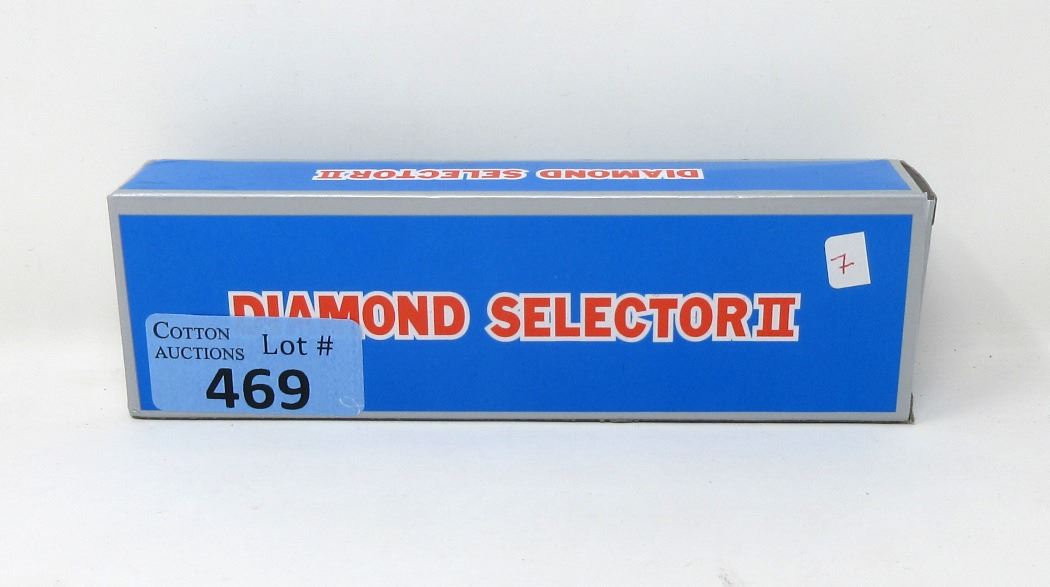 DIAMOND SELECTOR II
7
DIAMOND SELECTOR II
COTTON AUCTIONS Lot #
469